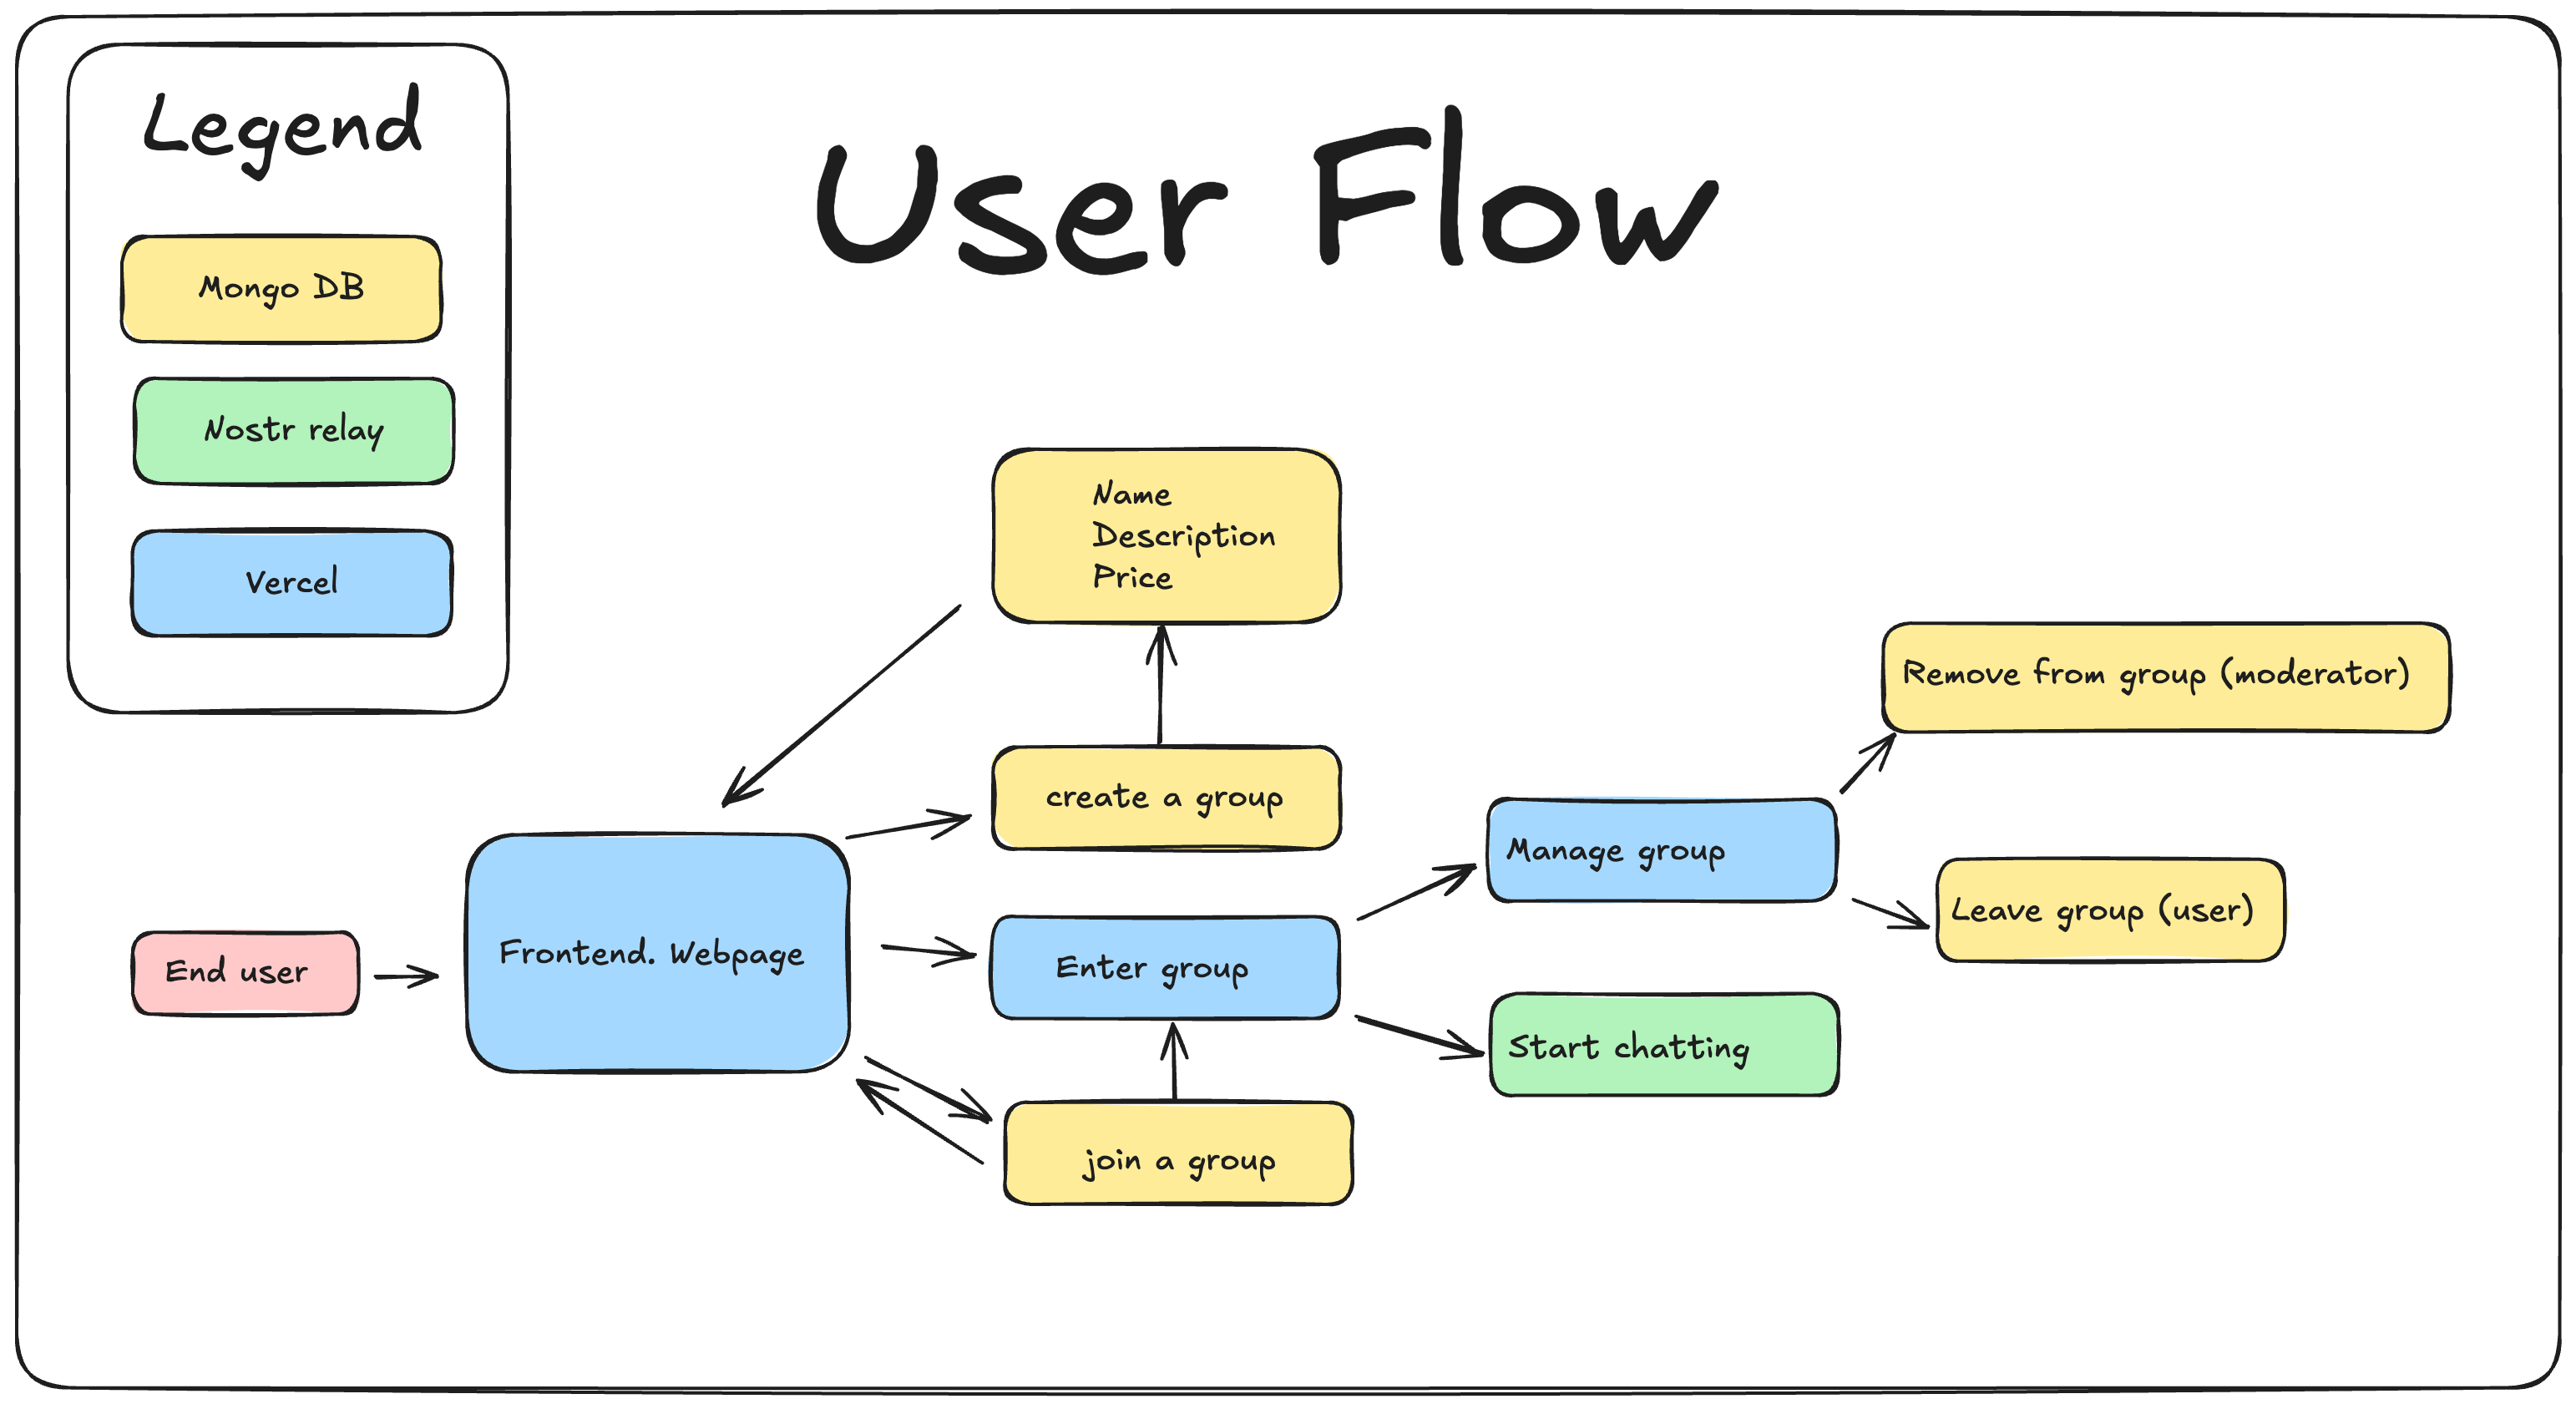 Legend
User Flow
Mongo DB
Nostr relay
Vercel
Name
Description
Price
Remove from group (moderator)
create a group
Manage group
Leave group (user)
Frontend. Webpage
End user
Enter group
Start chatting
join a group